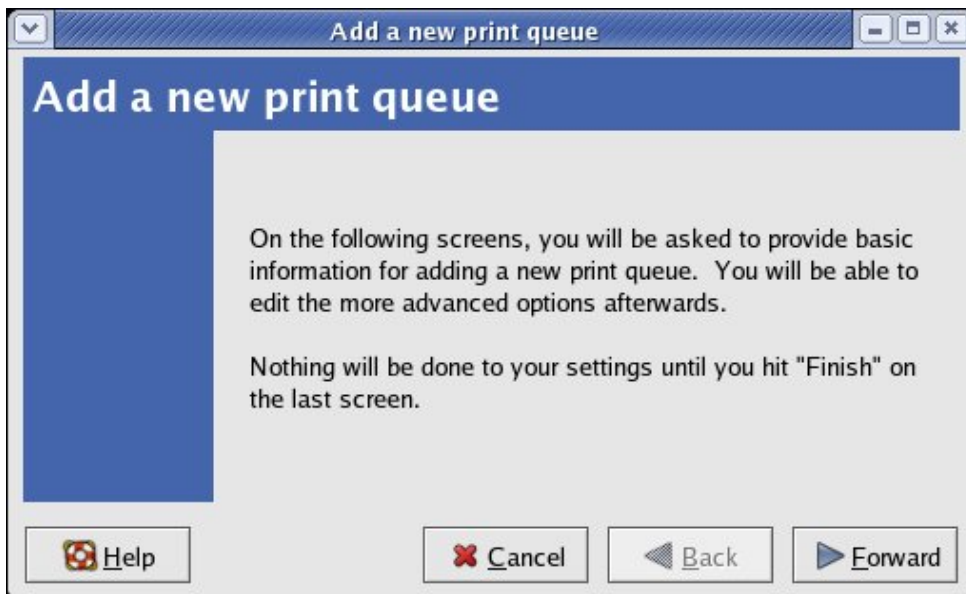 Add a new print queue
Add a new print queue
On the following screens, you will be asked to provide basic
information for adding a new print queue.  You will be able to
edit the more advanced options afterwards.
Nothing will be done to your settings until you hit "Finish" on
the last screen.
Help
Cancel
Back
Forward